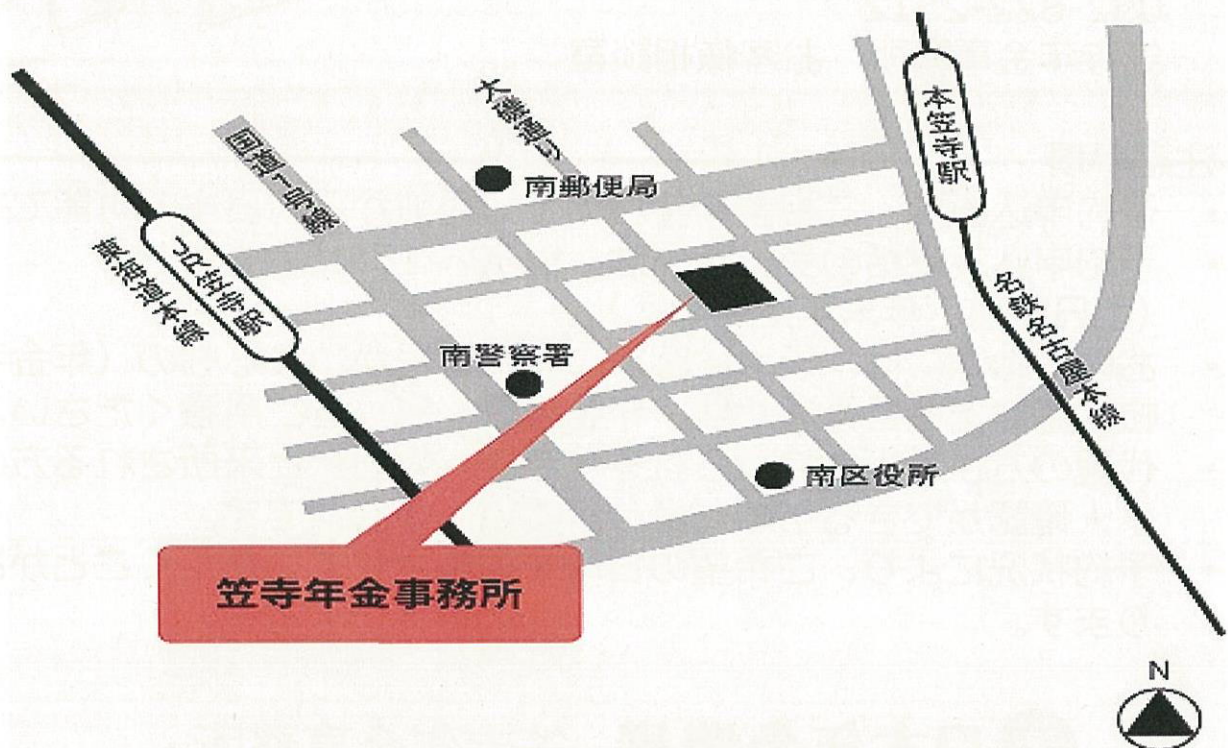 本笠寺駅
大磯通り
国道1号線
南郵便局
東海道本線
JR笠寺駅
名鉄名古屋本線
南警察署
南区役所
笠寺年金事務所
N